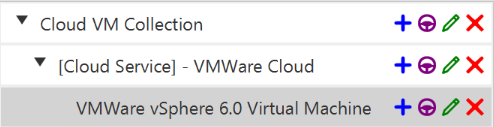 Cloud VM Collection
[Cloud Service] - VMWare Cloud
VMWare vSphere 6.0 Virtual Machine